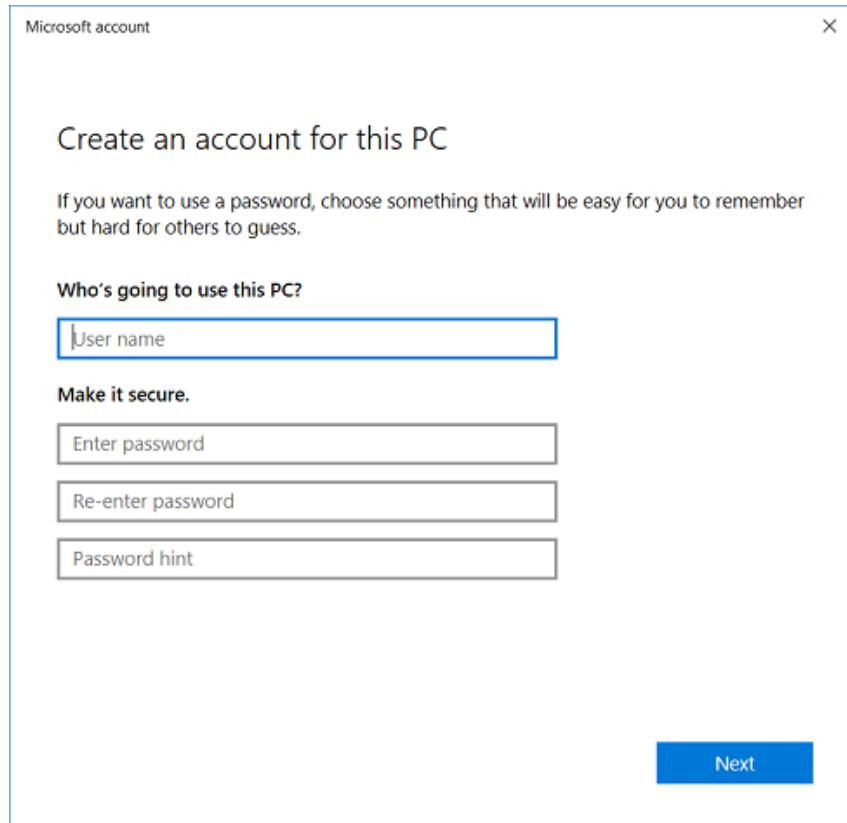 Microsoft account
Create an account for this PC
If you want to use a password, choose something that will be easy for you to remember
but hard for others to guess.
Who's going to use this PC?
User name
Make it secure.
Enter password
Re-enter password
Password hint
Next